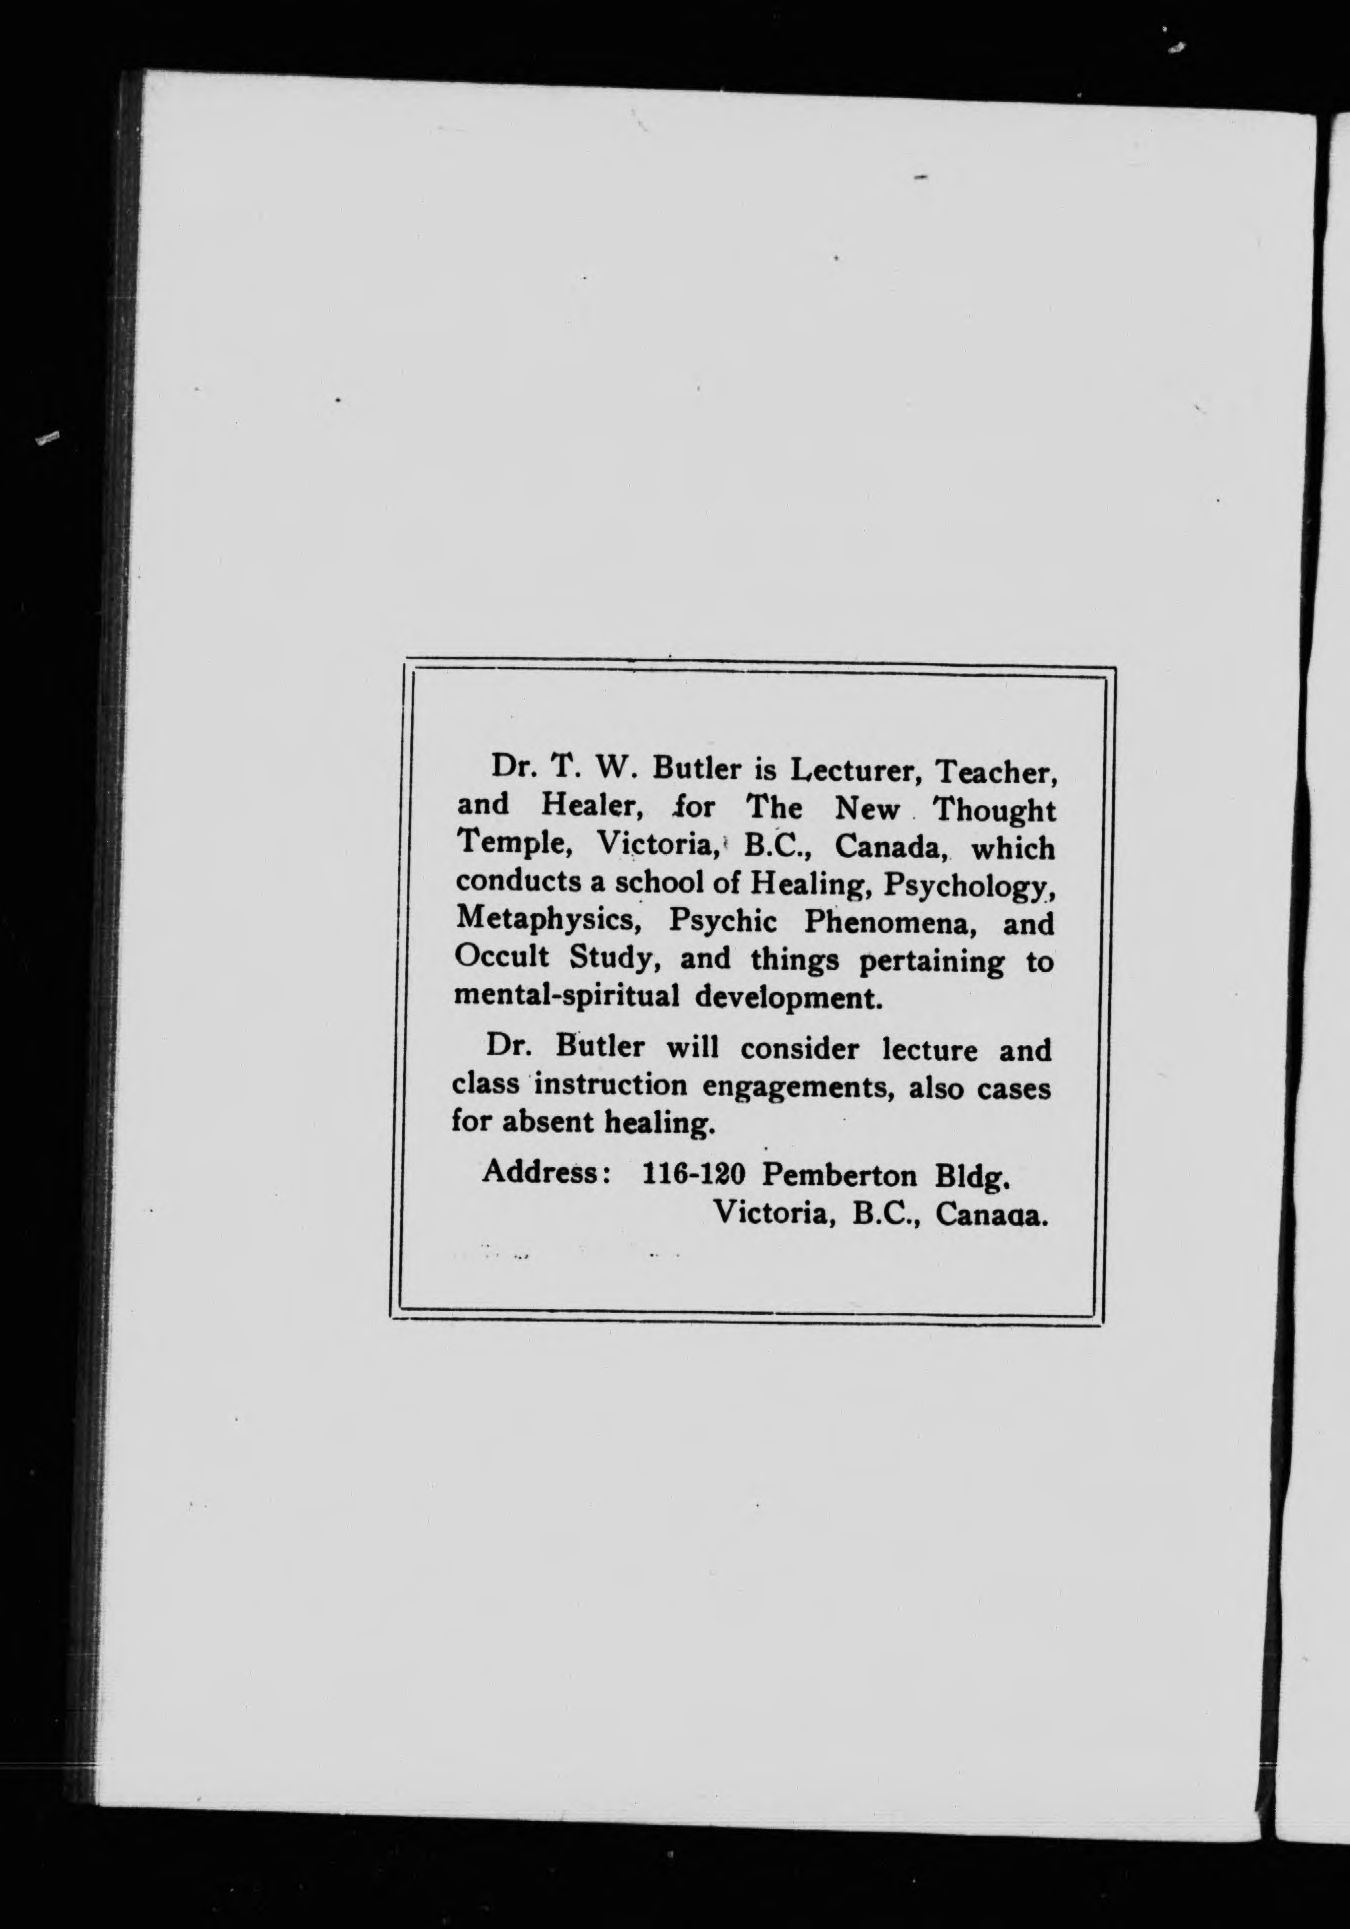 Dr. T. W. Butler is Lecturer, Teacher,
and Healer, for The New Thought
Temple, Victoria, B.C., Canada, which
conducts a school of Healing, Psychology,
Metaphysics, Psychic Phenomena, and
Occult Study, and things pertaining to
mental-spiritual development.
Dr. Butler will consider lecture and
class instruction engagements, also cases
for absent healing.
Address: 116-120 Pemberton Bldg.
Victoria, B.C., Canada.